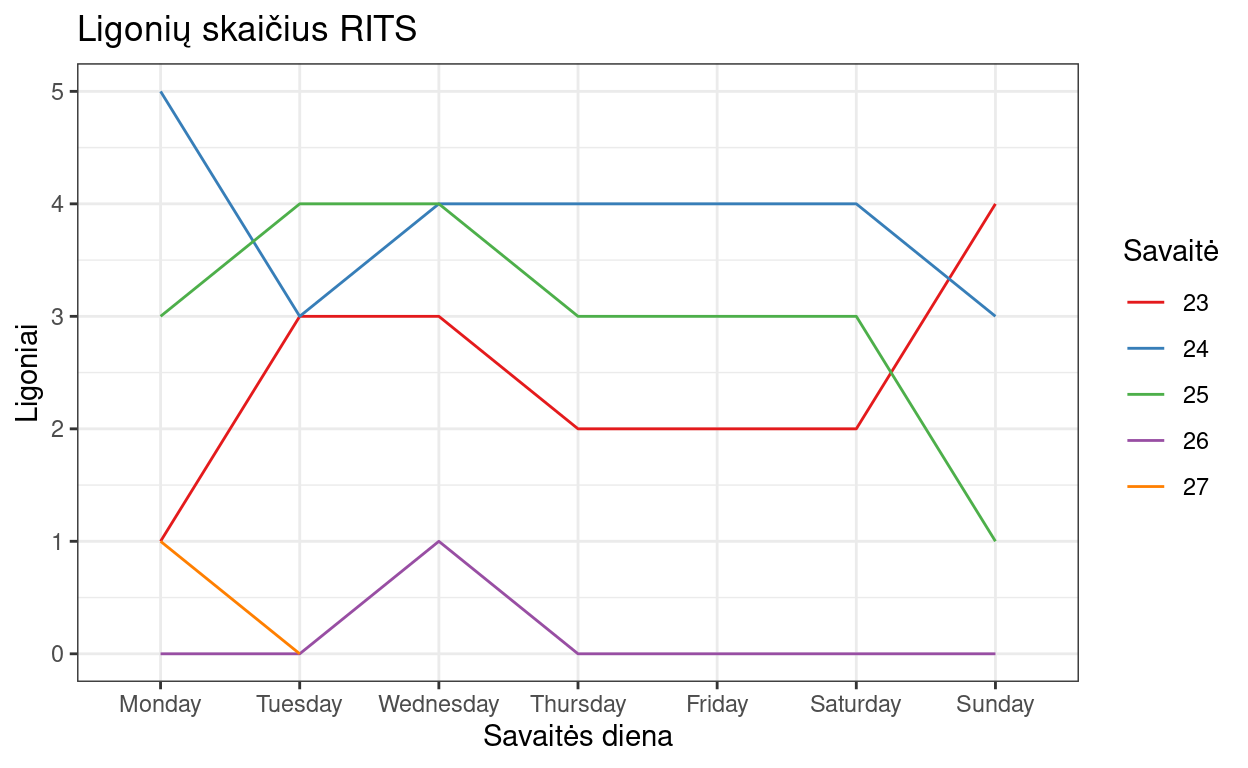 Ligonių skaičius RITS
5
4
3
2
1
0
Ligoniai
Monday Tuesday Wednesday Thursday Friday Saturday Sunday
Savaitės diena
Savaitė
23
24
25
26
27